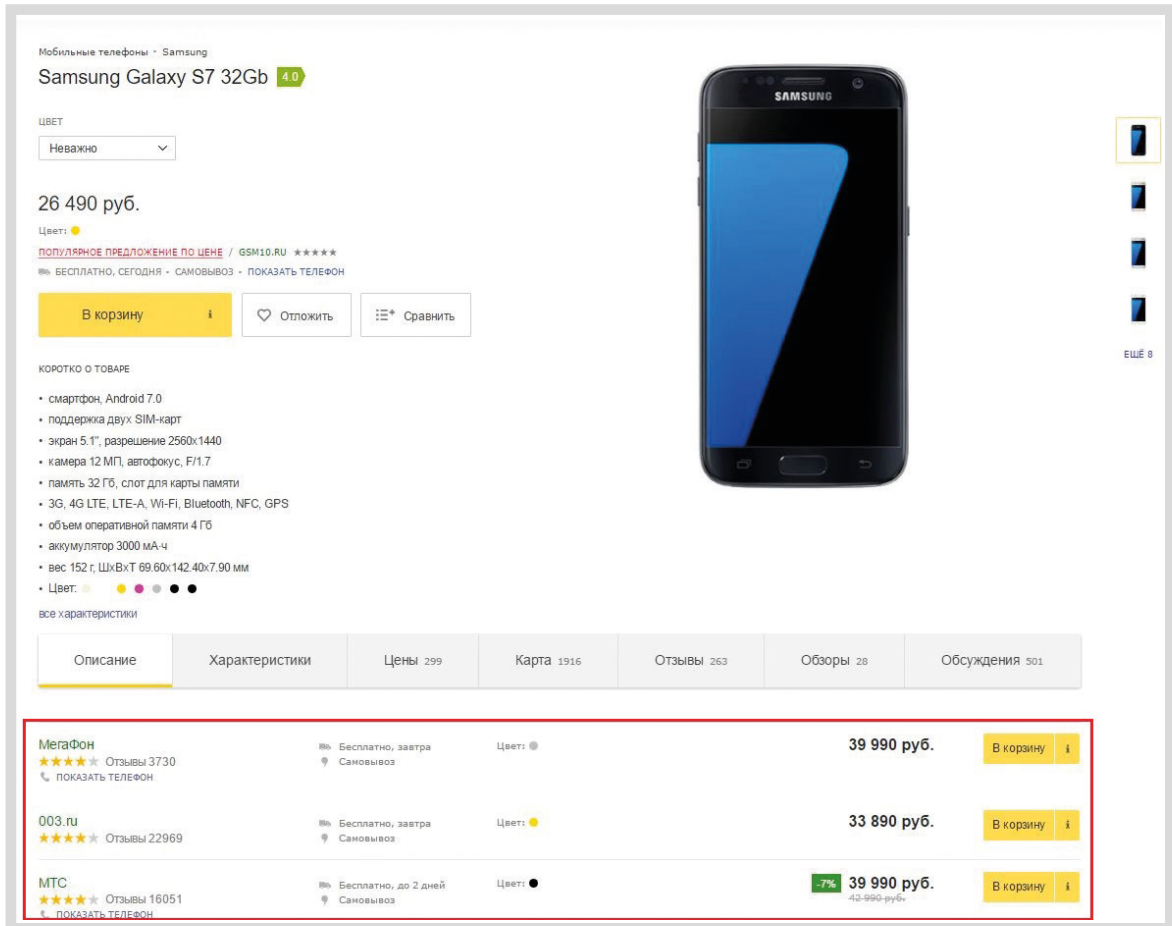 Мобильные телефоны · Samsung
Samsung Galaxy S7 32Gb 4.0
ЦВЕТ
Неважно
26 490 руб.
Цвет:
ПОПУЛЯРНОЕ ПРЕДЛОЖЕНИЕ ПО ЦЕНЕ / GSM10.RU ★★★★★
БЕСПЛАТНО, СЕГОДНЯ • САМОВЫВОЗ • ПОКАЗАТЬ ТЕЛЕФОН
В корзину i Отложить Сравнить
SAMSUNG
ЕЩЁ 8
КОРОТКО О ТОВАРЕ
• смартфон, Android 7.0
• поддержка двух SIM-карт
• экран 5.1", разрешение 2560x1440
• камера 12 МП, автофокус, F/1.7
• память 32 Гб, слот для карты памяти
• 3G, 4G LTE, LTE-A, Wi-Fi, Bluetooth, NFC, GPS
• объем оперативной памяти 4 Гб
• аккумулятор 3000 мА·ч
• вес 152 г, ШxВxТ 69.60x142.40x7.90 мм
• Цвет:
все характеристики
Описание Характеристики Цены 299 Карта 1916 Отзывы 263 Обзоры 28 Обсуждения 501
МегаФон Бесплатно, завтра Цвет: 39 990 руб. В корзину i
★★★★★ Отзывы 3730 Самовывоз
ПОКАЗАТЬ ТЕЛЕФОН
003.ru Бесплатно, завтра Цвет: 33 890 руб. В корзину i
★★★★★ Отзывы 22969 Самовывоз
МТС Бесплатно, до 2 дней Цвет: -7% 39 990 руб. В корзину i
★★★★★ Отзывы 16051 Самовывоз 42 990 руб.
ПОКАЗАТЬ ТЕЛЕФОН